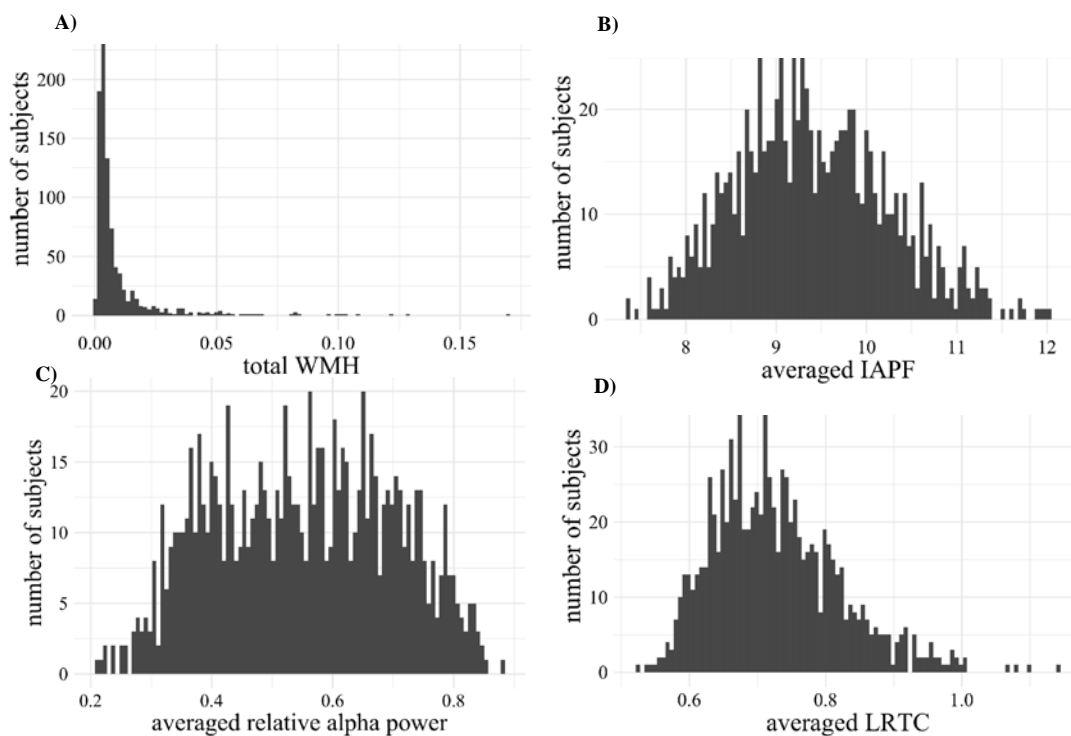 A)
number of subjects
200
150
100
50
0
0.00 0.05 0.10 0.15
total WMH
B)
number of subjects
20
10
0
8 9 10 11 12
averaged IAPF
C)
number of subjects
20
15
10
5
0
0.2 0.4 0.6 0.8
averaged relative alpha power
D)
number of subjects
30
20
10
0
0.6 0.8 1.0
averaged LRTC